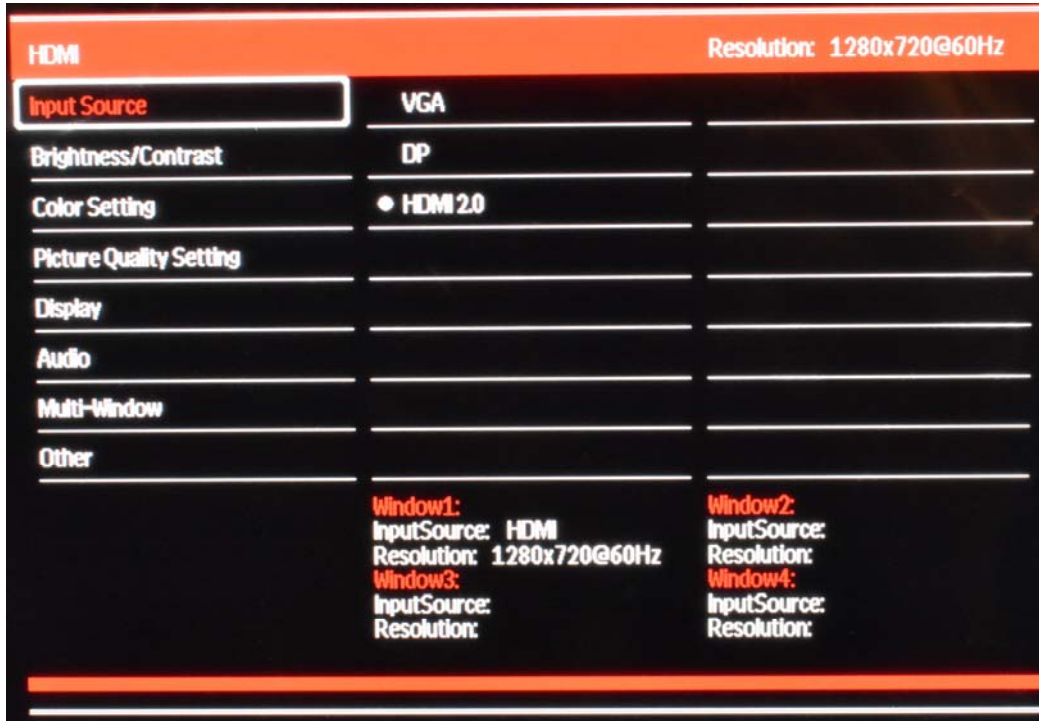 HDMI Resolution: 1280x720@60Hz
Input Source VGA
Brightness/Contrast DP
Color Setting HDMI 2.0
Picture Quality Setting
Display
Audio
Multi-Window
Other
Window1: Window2:
InputSource: HDMI InputSource:
Resolution: 1280x720@60Hz Resolution:
Window3: Window4:
InputSource: InputSource:
Resolution: Resolution: